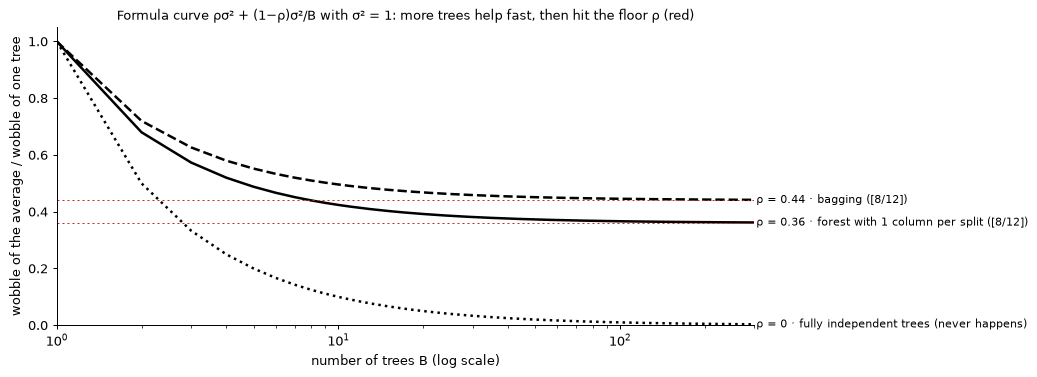 Formula curve ρσ² + (1−ρ)σ²/B with σ² = 1: more trees help fast, then hit the floor ρ (red)
wobble of the average / wobble of one tree
1.0
0.8
0.6
0.4
0.2
0.0
ρ = 0.44 · bagging ([8/12])
ρ = 0.36 · forest with 1 column per split ([8/12])
ρ = 0 · fully independent trees (never happens)
10⁰ 10¹ 10²
number of trees B (log scale)